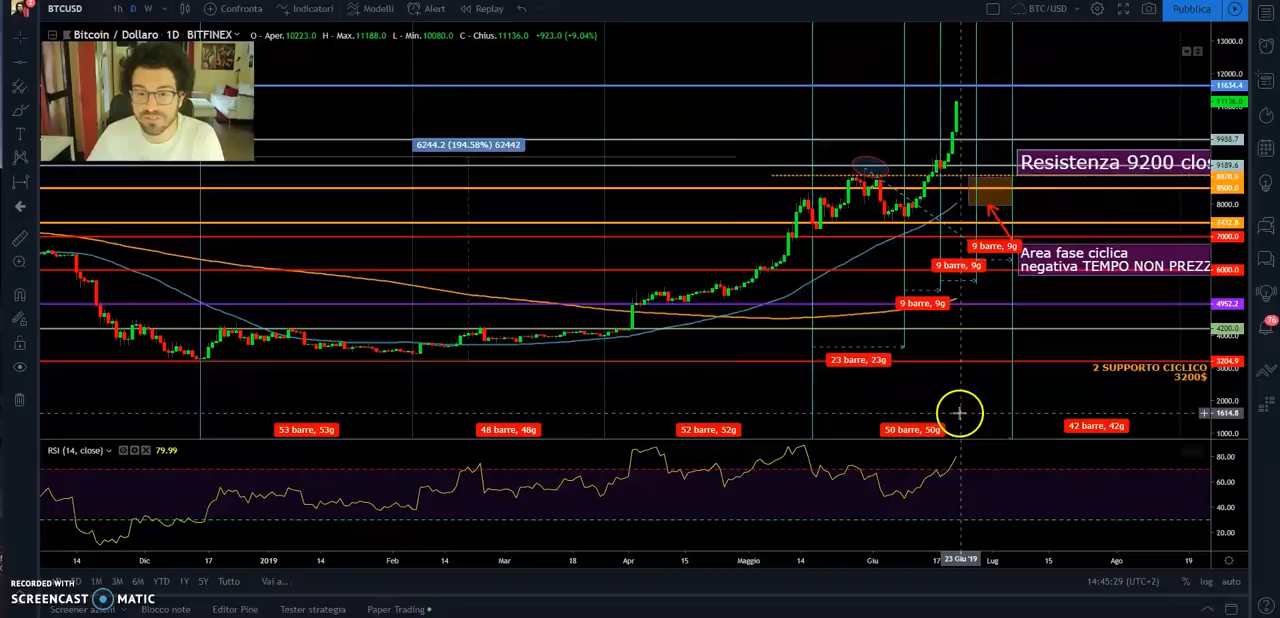 BTCUSD
1h D W
Confronta
Indicatori
Modelli
Alert
Replay
BTC/USD
Pubblica
Bitcoin / Dollaro 1D BITFINEX
O - Aper. 10223.0 H - Max. 11188.0 L - Min. 10080.0 C - Chius. 11136.0 +923.0 (+9.04%)
13000.0
12000.0
11634.4
11136.0
6244.2 (194.58%) 62442
9988.7
9189.6
Resistenza 9200 clos
8870.9
8500.0
8000.0
7432.8
7000.0
9 barre, 9g
Area fase ciclica
negativa TEMPO NON PREZZ
9 barre, 9g
6000.0
9 barre, 9g
4952.2
4200.0
4000.0
23 barre, 23g
3204.9
3000.0
2 SUPPORTO CICLICO
3200$
2000.0
1614.8
53 barre, 53g
48 barre, 48g
52 barre, 52g
50 barre, 50g
42 barre, 42g
1000.0
RSI (14, close) 79.99
80.00
60.00
40.00
20.00
14 Dic 17 2019 14 Feb 14 Mar 18 Apr 15 Maggio 14 Giu 17 23 Giu '19 Lug 15 Ago 19
1M 3M 6M YTD 1Y 5Y Tutto Vai a...
14:45:29 (UTC+2) % log auto
RECORDED WITH
SCREENCAST MATIC
Blocco note
Editor Pine
Tester strategia
Paper Trading
76
2